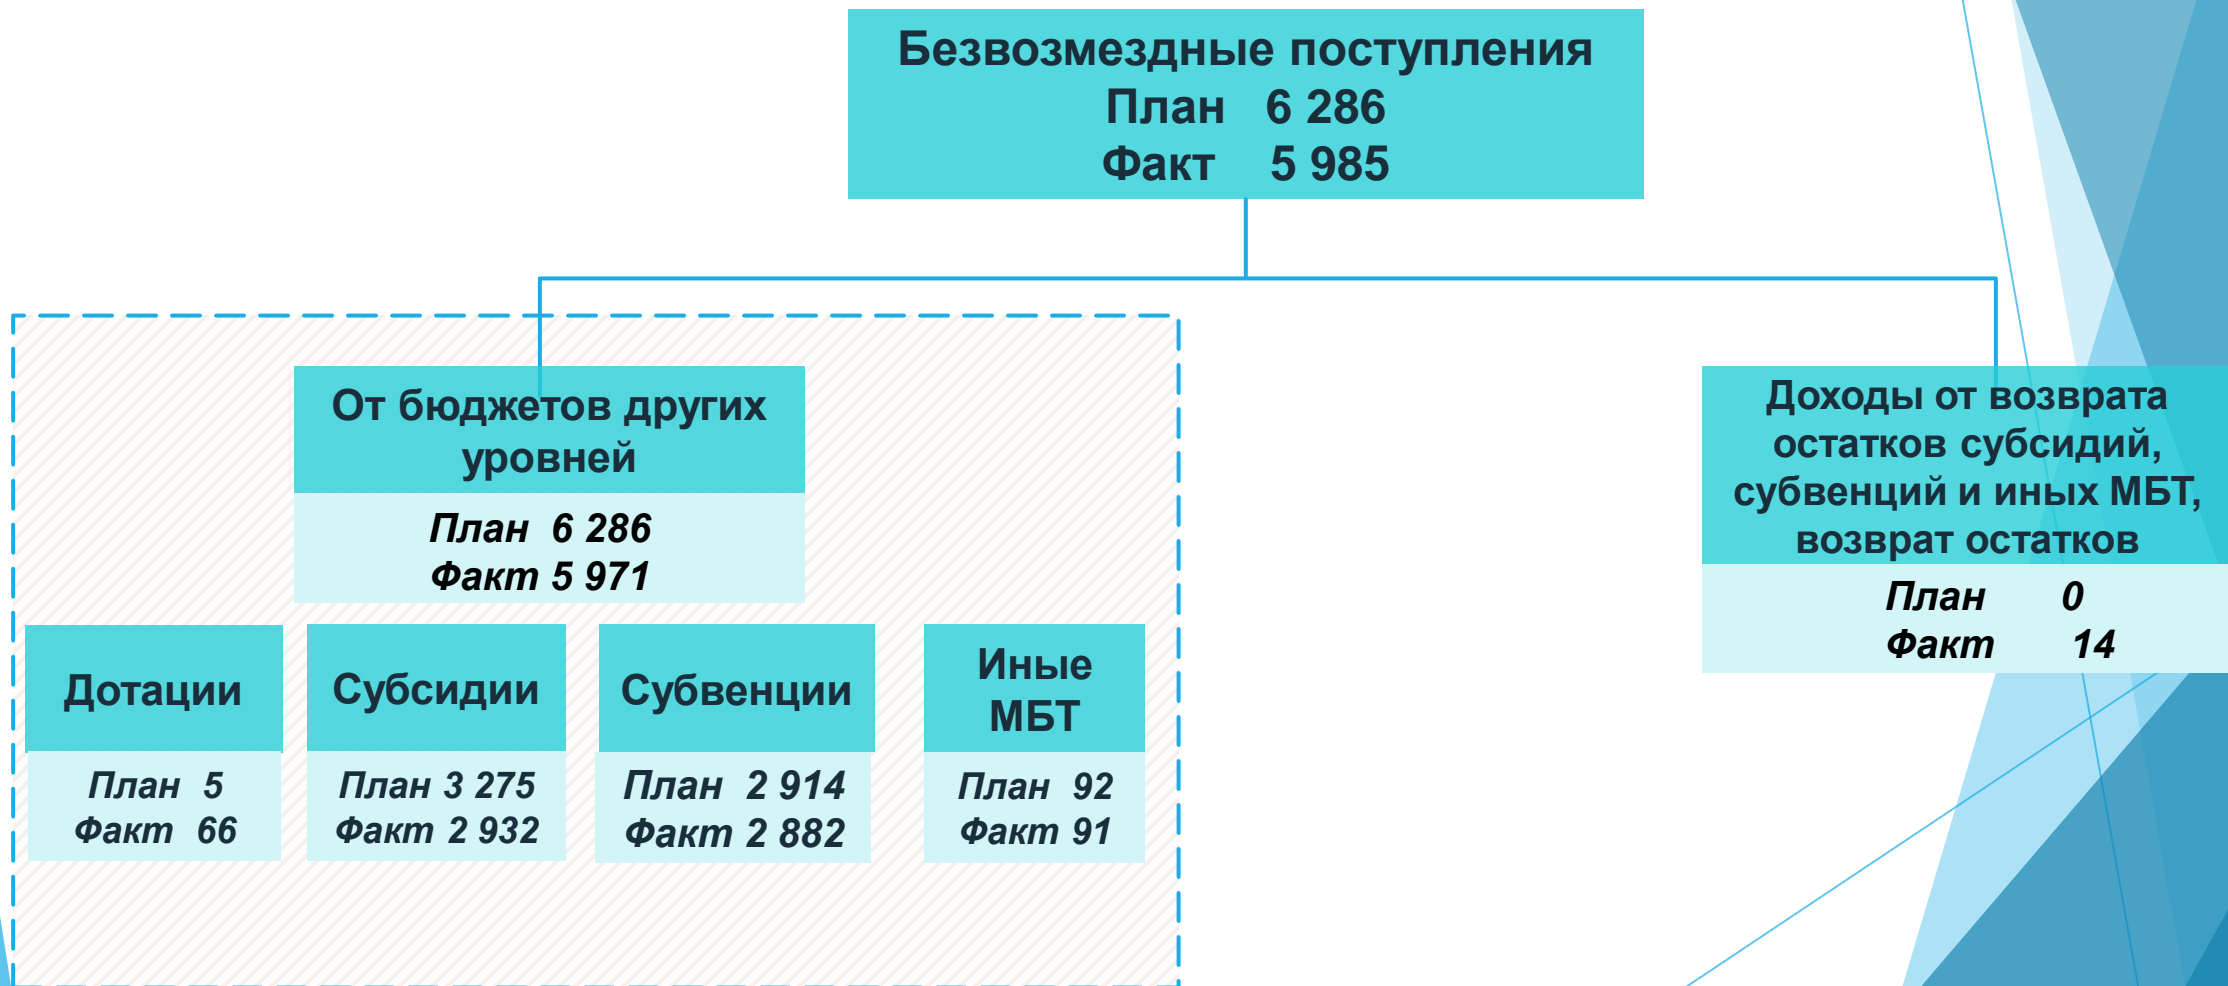 Безвозмездные поступления
План 6 286
Факт 5 985
От бюджетов других
уровней
План 6 286
Факт 5 971
Дотации
План 5
Факт 66
Субсидии
План 3 275
Факт 2 932
Субвенции
План 2 914
Факт 2 882
Иные
МБТ
План 92
Факт 91
Доходы от возврата
остатков субсидий,
субвенций и иных МБТ,
возврат остатков
План 0
Факт 14